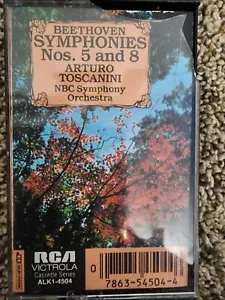 BEETHOVEN
SYMPHONIES
Nos. 5 and 8
ARTURO
TOSCANINI
NBC Symphony
Orchestra
RCA
VICTROLA
Cassette Series
ALK1-4504
0
7863-54504-4